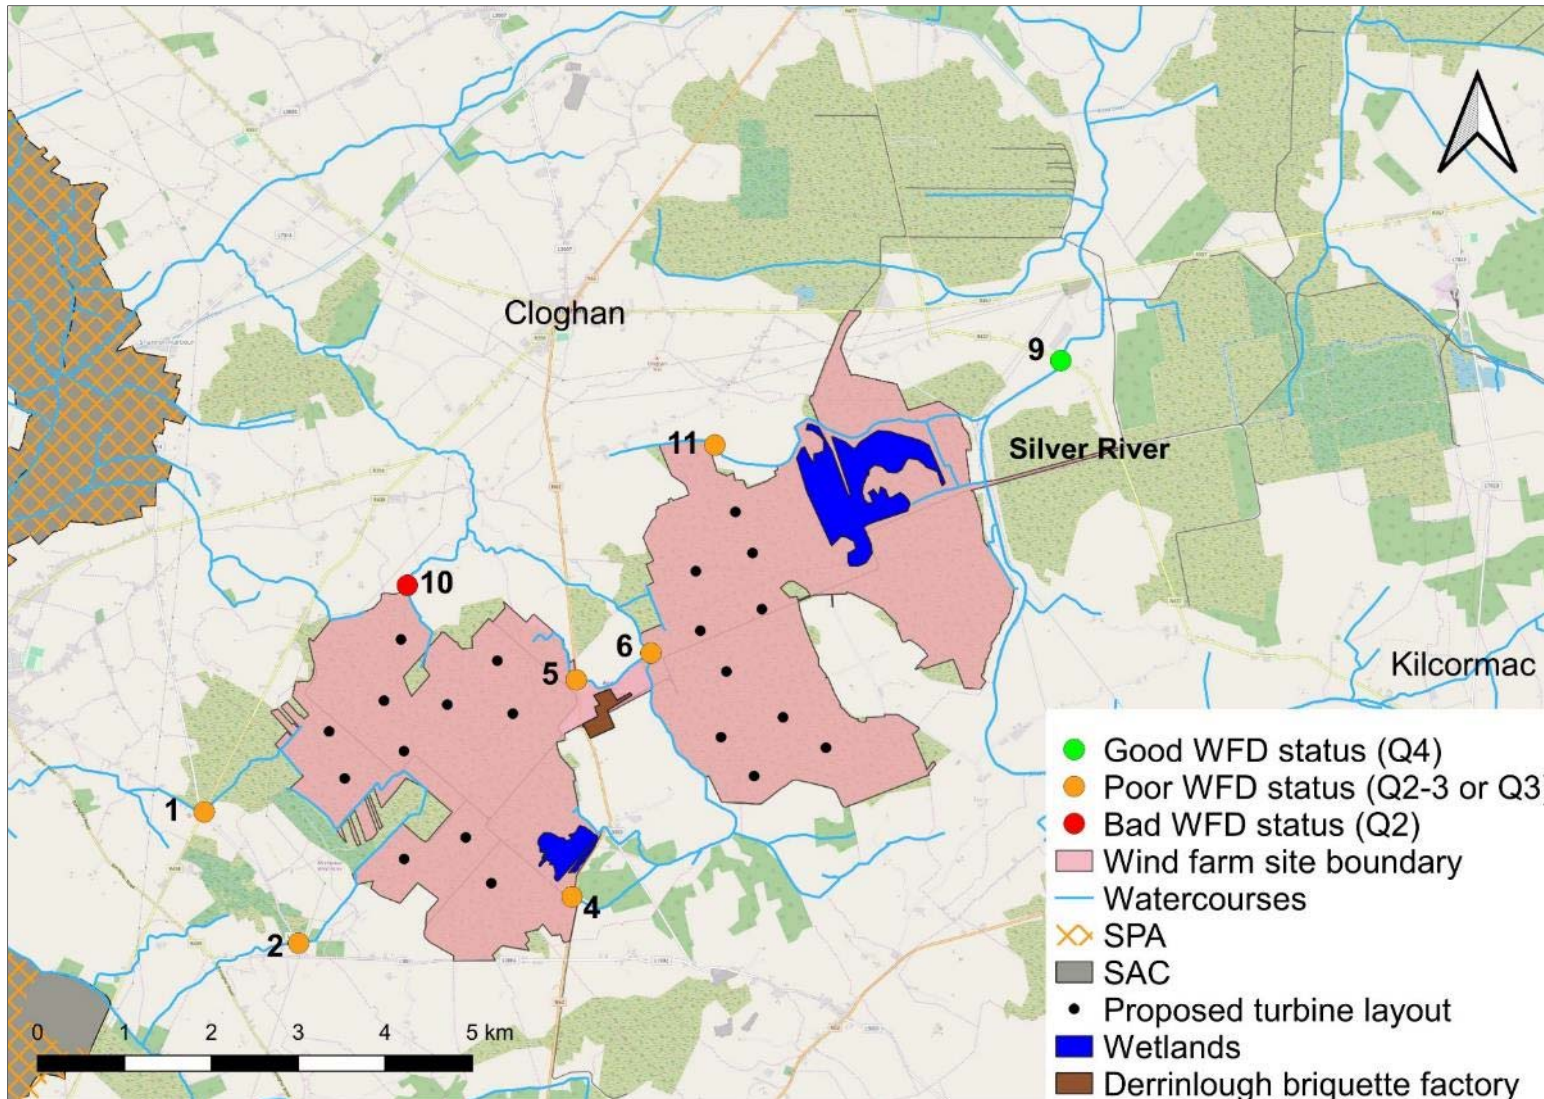 Cloghan
9
11
Silver River
10
6
5
Kilcormac
1
4
2
0 1 2 3 4 5 km
Good WFD status (Q4)
Poor WFD status (Q2-3 or Q3)
Bad WFD status (Q2)
Wind farm site boundary
Watercourses
SPA
SAC
Proposed turbine layout
Wetlands
Derrinlough briquette factory